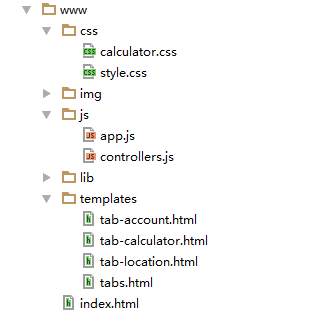 www
css
calculator.css
style.css
img
js
app.js
controllers.js
lib
templates
tab-account.html
tab-calculator.html
tab-location.html
tabs.html
index.html